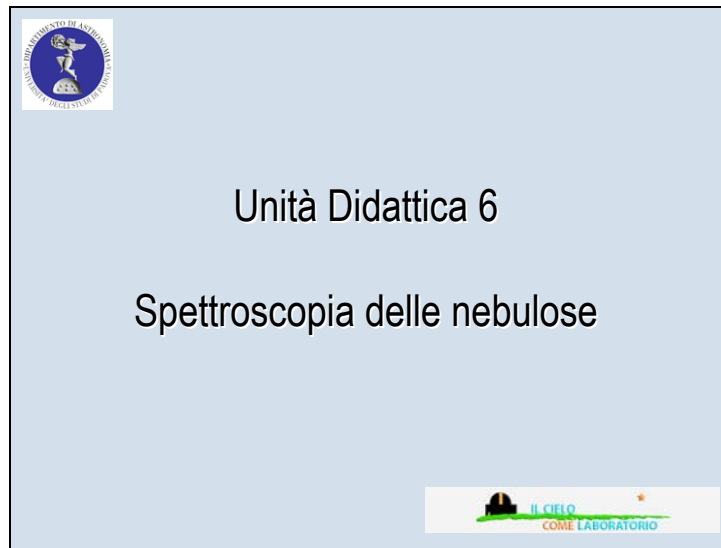 DIPARTIMENTO DI ASTRONOMIA
UNIVERSITA' DEGLI STUDI DI PADOVA
Unità Didattica 6
Spettroscopia delle nebulose
IL CIELO
COME LABORATORIO